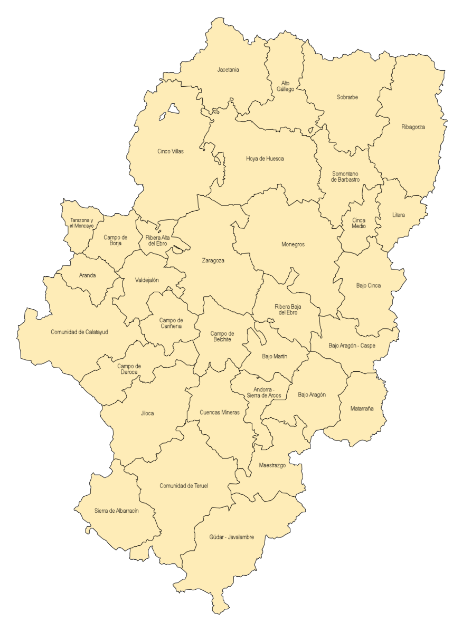 Jacetania
Alto
Gállego
Sobrarbe
Ribagorza
Cinco Villas
Hoya de Huesca
Somontano
de Barbastro
Cinca
Medio
Litera
Tarazona y
el Moncayo
Campo de
Borja
Ribera Alta
del Ebro
Zaragoza
Monegros
Aranda
Valdejalón
Bajo Cinca
Ribera Baja
del Ebro
Comunidad de Calatayud
Campo de
Cariñena
Campo de
Belchite
Bajo Aragón - Caspe
Bajo Martín
Campo de
Daroca
Andorra -
Sierra de Arcos
Bajo Aragón
Matarraña
Jiloca
Cuencas Mineras
Maestrazgo
Comunidad de Teruel
Sierra de Albarracín
Gúdar - Javalambre